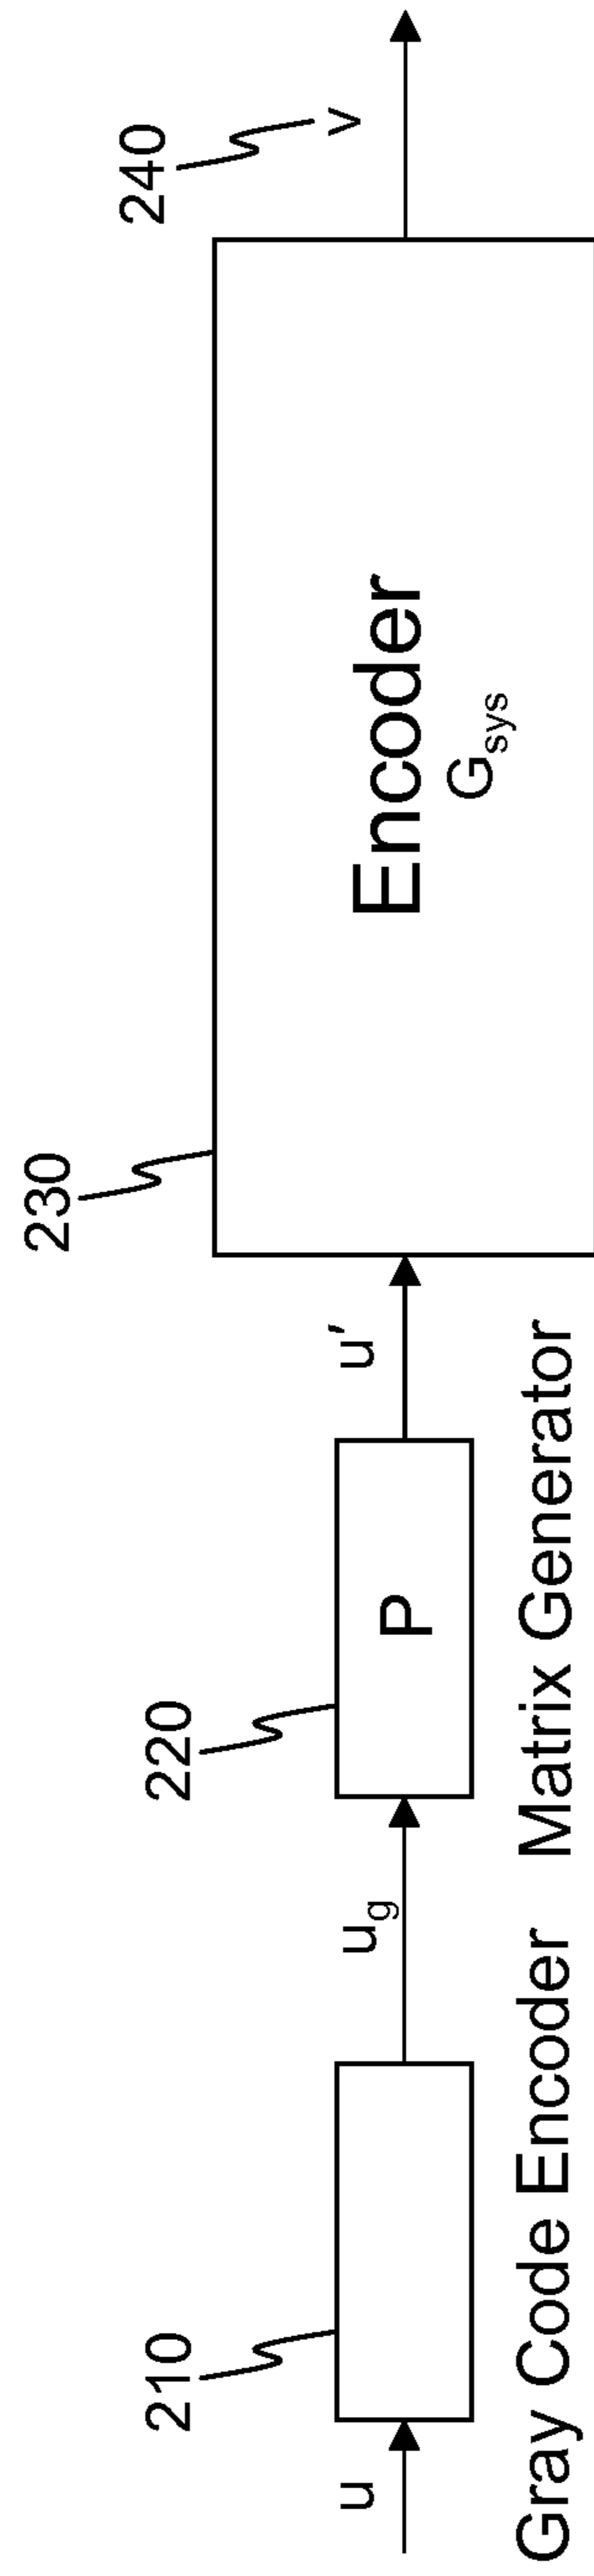 u
210
Gray Code Encoder
u_g
220
P
Matrix Generator
u′
230
Encoder
G_sys
240
v